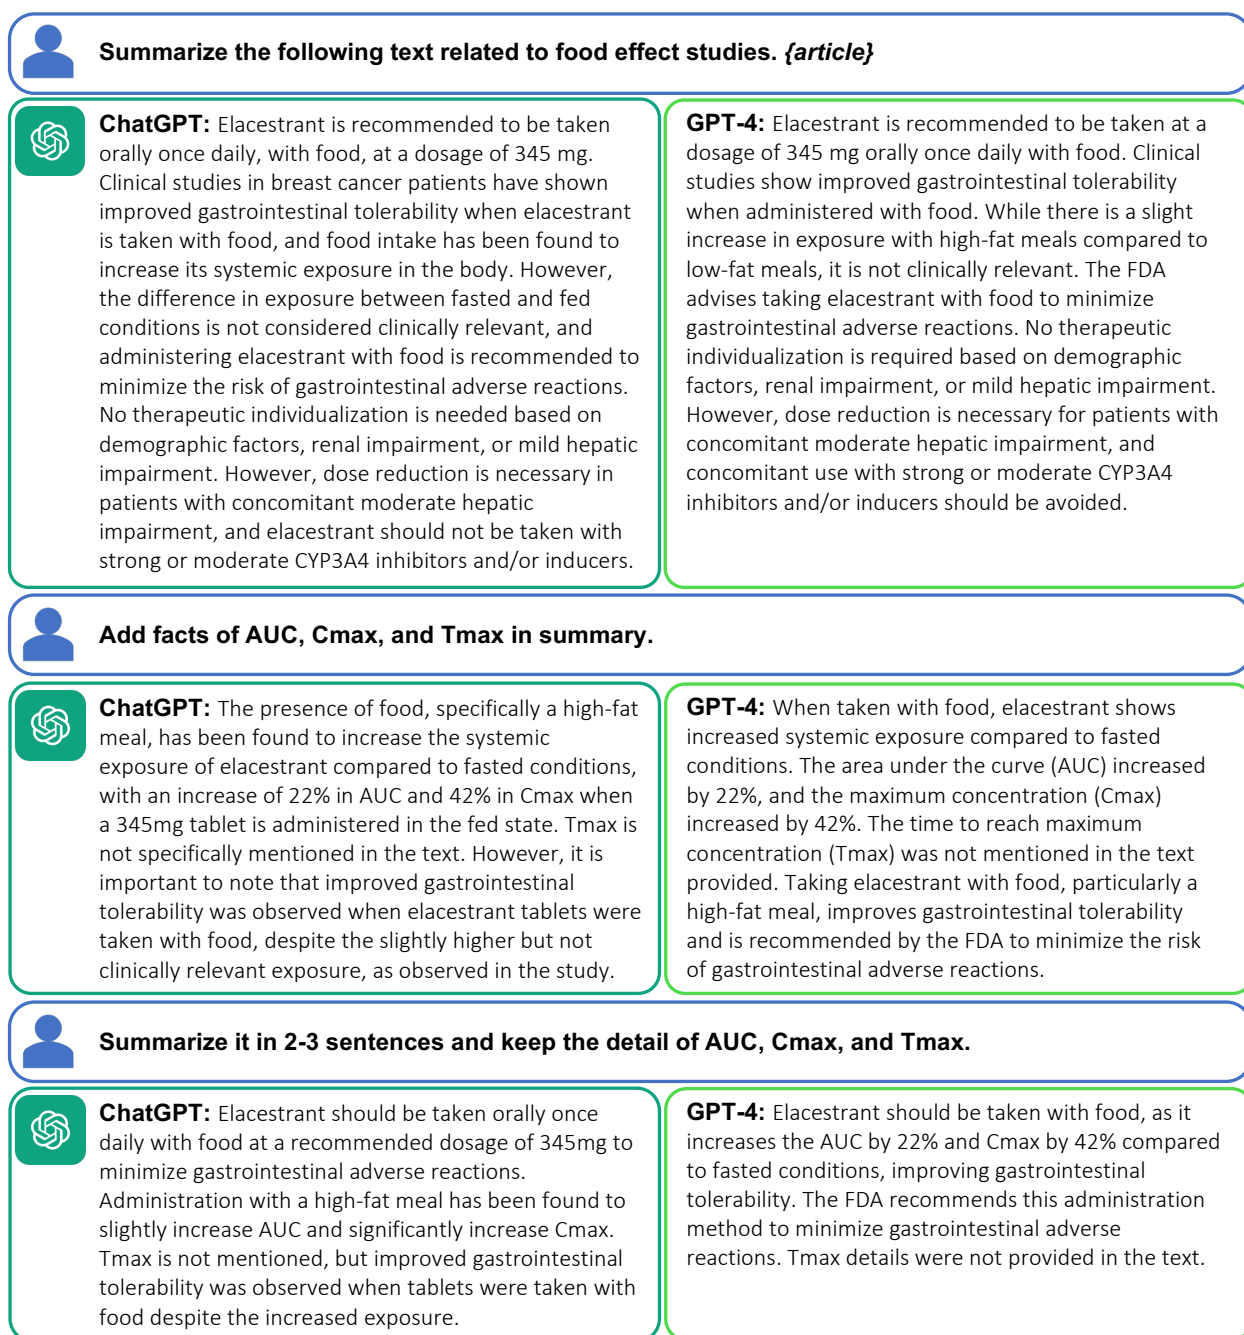 Summarize the following text related to food effect studies. {article}
ChatGPT: Elacestrant is recommended to be taken
orally once daily, with food, at a dosage of 345 mg.
Clinical studies in breast cancer patients have shown
improved gastrointestinal tolerability when elacestrant
is taken with food, and food intake has been found to
increase its systemic exposure in the body. However,
the difference in exposure between fasted and fed
conditions is not considered clinically relevant, and
administering elacestrant with food is recommended to
minimize the risk of gastrointestinal adverse reactions.
No therapeutic individualization is needed based on
demographic factors, renal impairment, or mild hepatic
impairment. However, dose reduction is necessary in
patients with concomitant moderate hepatic
impairment, and elacestrant should not be taken with
strong or moderate CYP3A4 inhibitors and/or inducers.
GPT-4: Elacestrant is recommended to be taken at a
dosage of 345 mg orally once daily with food. Clinical
studies show improved gastrointestinal tolerability
when administered with food. While there is a slight
increase in exposure with high-fat meals compared to
low-fat meals, it is not clinically relevant. The FDA
advises taking elacestrant with food to minimize
gastrointestinal adverse reactions. No therapeutic
individualization is required based on demographic
factors, renal impairment, or mild hepatic impairment.
However, dose reduction is necessary for patients with
concomitant moderate hepatic impairment, and
concomitant use with strong or moderate CYP3A4
inhibitors and/or inducers should be avoided.
Add facts of AUC, Cmax, and Tmax in summary.
ChatGPT: The presence of food, specifically a high-fat
meal, has been found to increase the systemic
exposure of elacestrant compared to fasted conditions,
with an increase of 22% in AUC and 42% in Cmax when
a 345mg tablet is administered in the fed state. Tmax is
not specifically mentioned in the text. However, it is
important to note that improved gastrointestinal
tolerability was observed when elacestrant tablets were
taken with food, despite the slightly higher but not
clinically relevant exposure, as observed in the study.
GPT-4: When taken with food, elacestrant shows
increased systemic exposure compared to fasted
conditions. The area under the curve (AUC) increased
by 22%, and the maximum concentration (Cmax)
increased by 42%. The time to reach maximum
concentration (Tmax) was not mentioned in the text
provided. Taking elacestrant with food, particularly a
high-fat meal, improves gastrointestinal tolerability
and is recommended by the FDA to minimize the risk
of gastrointestinal adverse reactions.
Summarize it in 2-3 sentences and keep the detail of AUC, Cmax, and Tmax.
ChatGPT: Elacestrant should be taken orally once
daily with food at a recommended dosage of 345mg to
minimize gastrointestinal adverse reactions.
Administration with a high-fat meal has been found to
slightly increase AUC and significantly increase Cmax.
Tmax is not mentioned, but improved gastrointestinal
tolerability was observed when tablets were taken with
food despite the increased exposure.
GPT-4: Elacestrant should be taken with food, as it
increases the AUC by 22% and Cmax by 42% compared
to fasted conditions, improving gastrointestinal
tolerability. The FDA recommends this administration
method to minimize gastrointestinal adverse
reactions. Tmax details were not provided in the text.